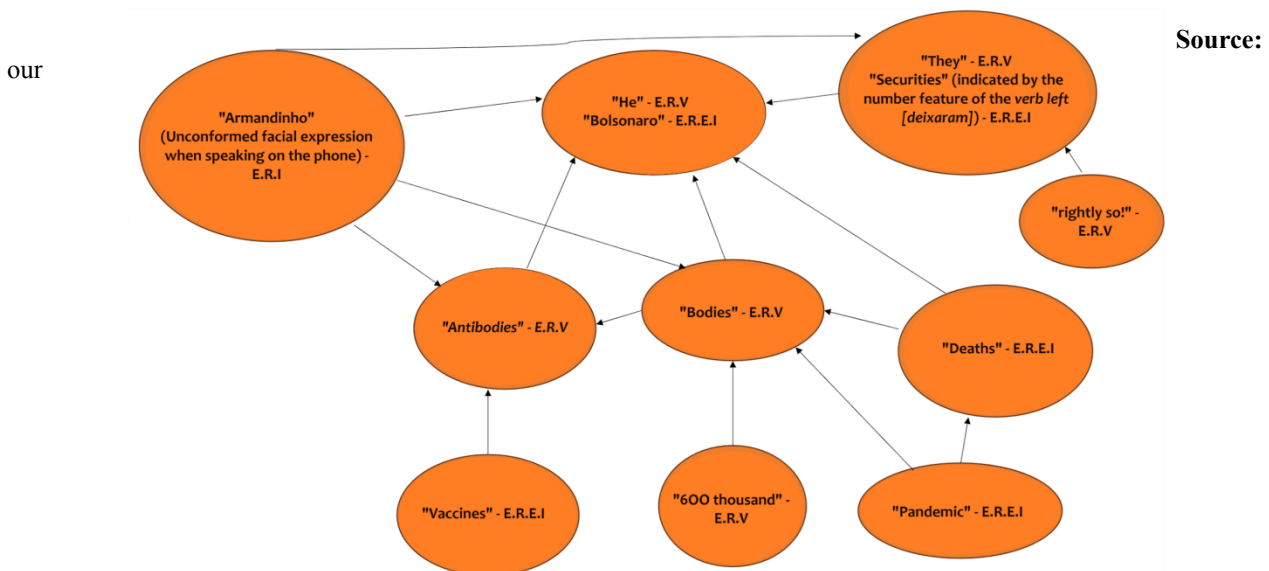 Source:
our
"Armandinho"
(Unconformed facial expression
when speaking on the phone) -
E.R.I
"He" - E.R.V
"Bolsonaro" - E.R.E.I
"They" - E.R.V
"Securities" (indicated by the
number feature of the verb left
[deixaram]) - E.R.E.I
"rightly so!" -
E.R.V
"Antibodies" - E.R.V
"Bodies" - E.R.V
"Deaths" - E.R.E.I
"Vaccines" - E.R.E.I
"6OO thousand" -
E.R.V
"Pandemic" - E.R.E.I